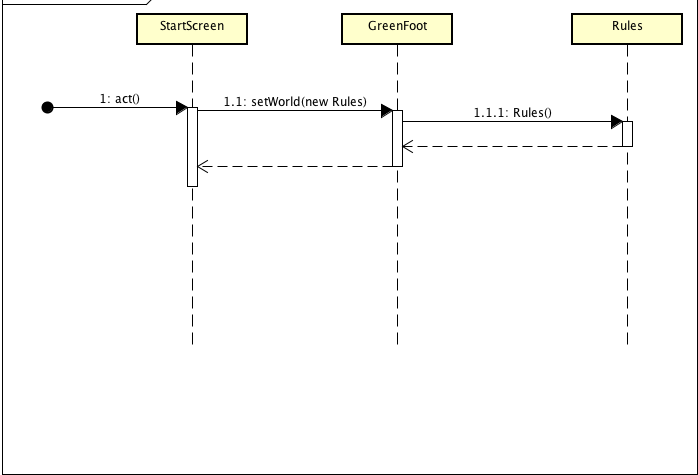 StartScreen
GreenFoot
Rules
1: act()
1.1: setWorld(new Rules)
1.1.1: Rules()